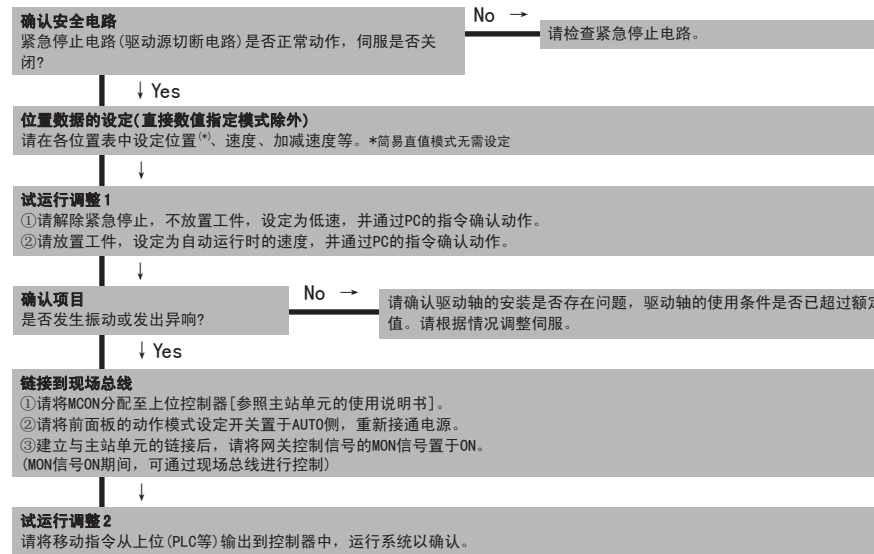 确认安全电路
紧急停止电路(驱动源切断电路)是否正常动作，伺服是否关
闭?
No →
请检查紧急停止电路。
↓Yes
位置数据的设定(直接数值指定模式除外)
请在各位置表中设定位置(*)、速度、加减速度等。*简易直值模式无需设定
↓
试运行调整1
①请解除紧急停止，不放置工件，设定为低速，并通过PC的指令确认动作。
②请放置工件，设定为自动运行时的速度，并通过PC的指令确认动作。
↓
确认项目
是否发生振动或发出异响?
No →
请确认驱动轴的安装是否存在问题，驱动轴的使用条件是否已超过额定
值。请根据情况调整伺服。
↓Yes
链接到现场总线
①请将MCON分配至上位控制器[参照主站单元的使用说明书]。
②请将前面板的动作模式设定开关置于AUTO侧，重新接通电源。
③建立与主站单元的链接后，请将网关控制信号的MON信号置于ON。
(MON信号ON期间，可通过现场总线进行控制)
↓
试运行调整2
请将移动指令从上位(PLC等)输出到控制器中，运行系统以确认。